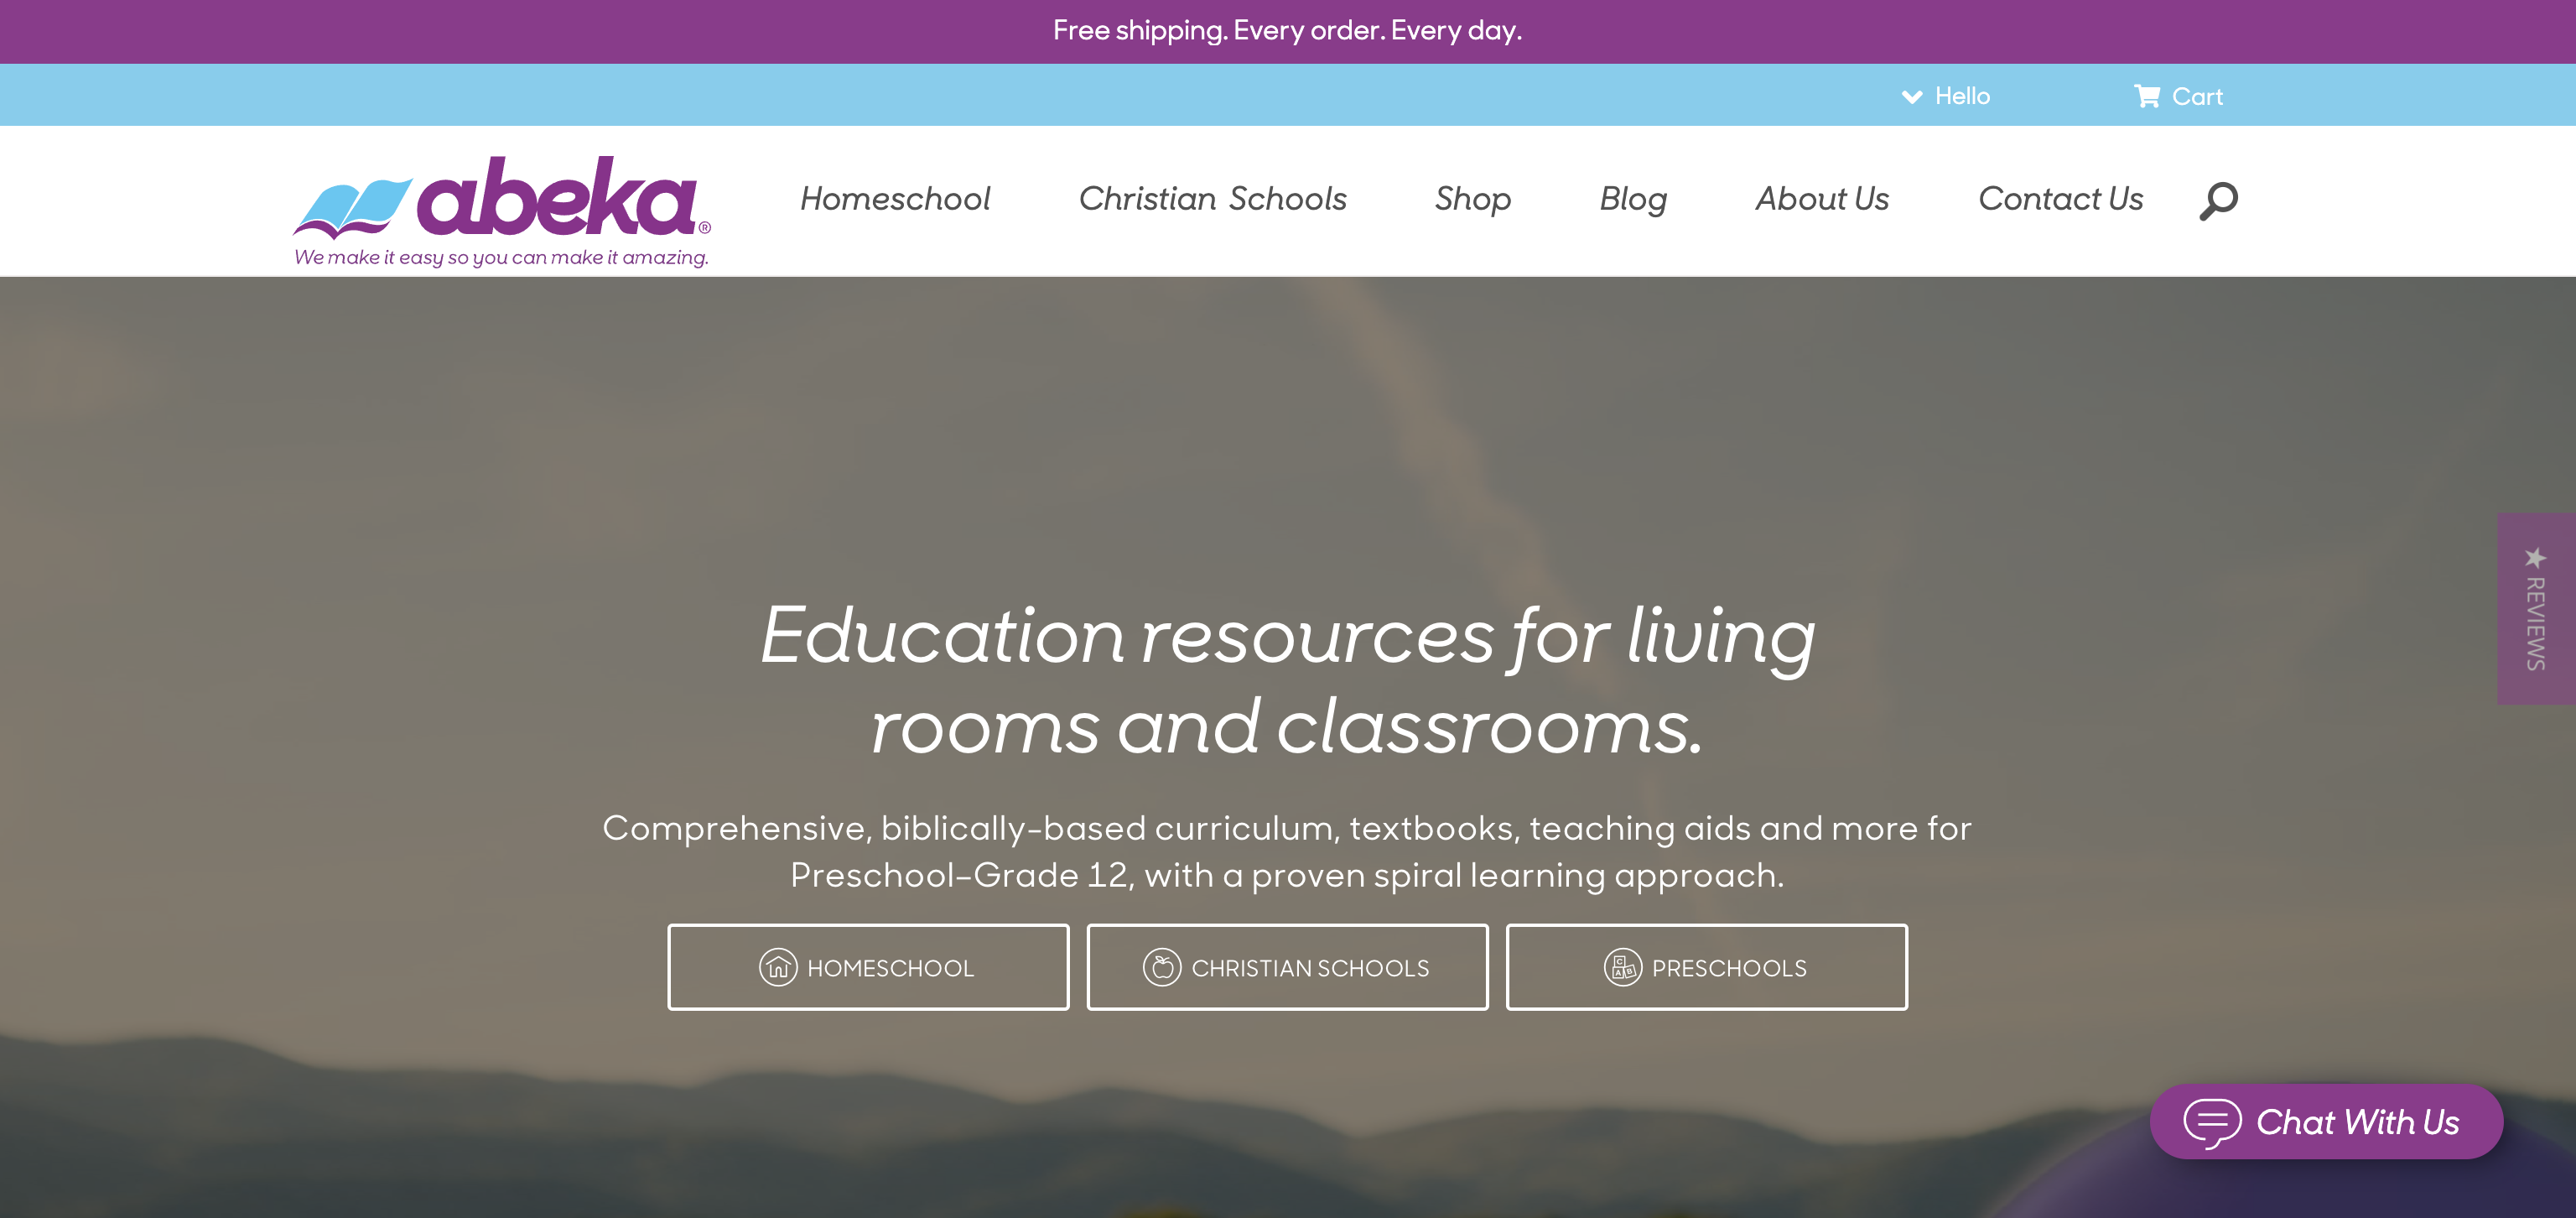 Free shipping. Every order. Every day.
Hello
Cart
abeka®
We make it easy so you can make it amazing.
Homeschool
Christian Schools
Shop
Blog
About Us
Contact Us
★ REVIEWS
Education resources for living
rooms and classrooms.
Comprehensive, biblically-based curriculum, textbooks, teaching aids and more for
Preschool–Grade 12, with a proven spiral learning approach.
HOMESCHOOL
CHRISTIAN SCHOOLS
C
A B
PRESCHOOLS
Chat With Us